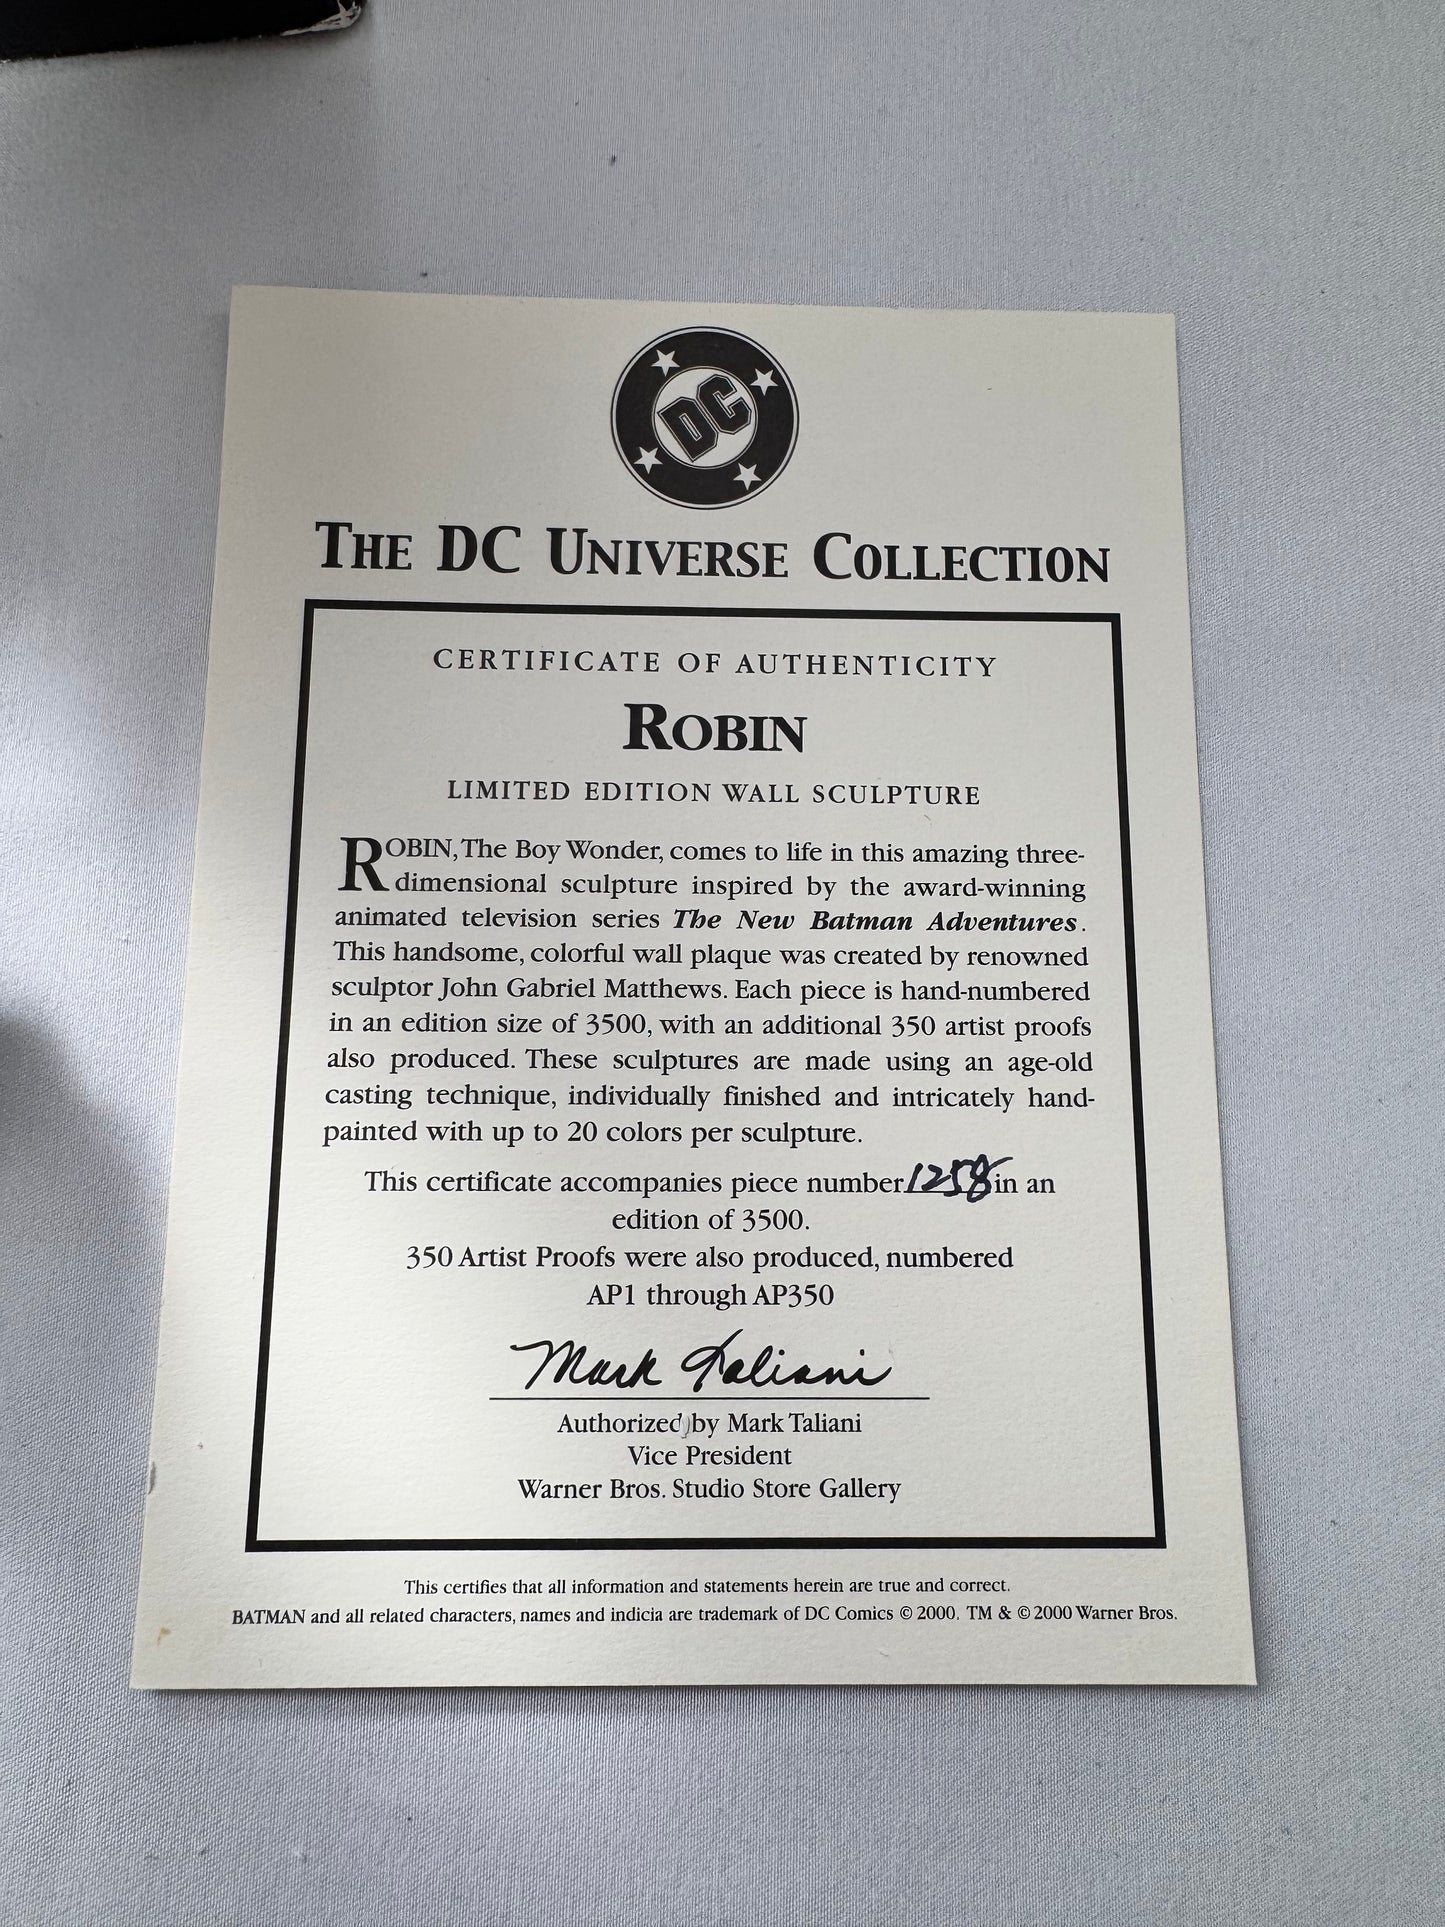 DC
THE DC UNIVERSE COLLECTION
CERTIFICATE OF AUTHENTICITY
ROBIN
LIMITED EDITION WALL SCULPTURE
ROBIN, The Boy Wonder, comes to life in this amazing three-
dimensional sculpture inspired by the award-winning
animated television series The New Batman Adventures.
This handsome, colorful wall plaque was created by renowned
sculptor John Gabriel Matthews. Each piece is hand-numbered
in an edition size of 3500, with an additional 350 artist proofs
also produced. These sculptures are made using an age-old
casting technique, individually finished and intricately hand-
painted with up to 20 colors per sculpture.
This certificate accompanies piece number 1258 in an
edition of 3500.
350 Artist Proofs were also produced, numbered
AP1 through AP350
Mark Taliani
Authorized by Mark Taliani
Vice President
Warner Bros. Studio Store Gallery
This certifies that all information and statements herein are true and correct.
BATMAN and all related characters, names and indicia are trademark of DC Comics © 2000. TM & © 2000 Warner Bros.